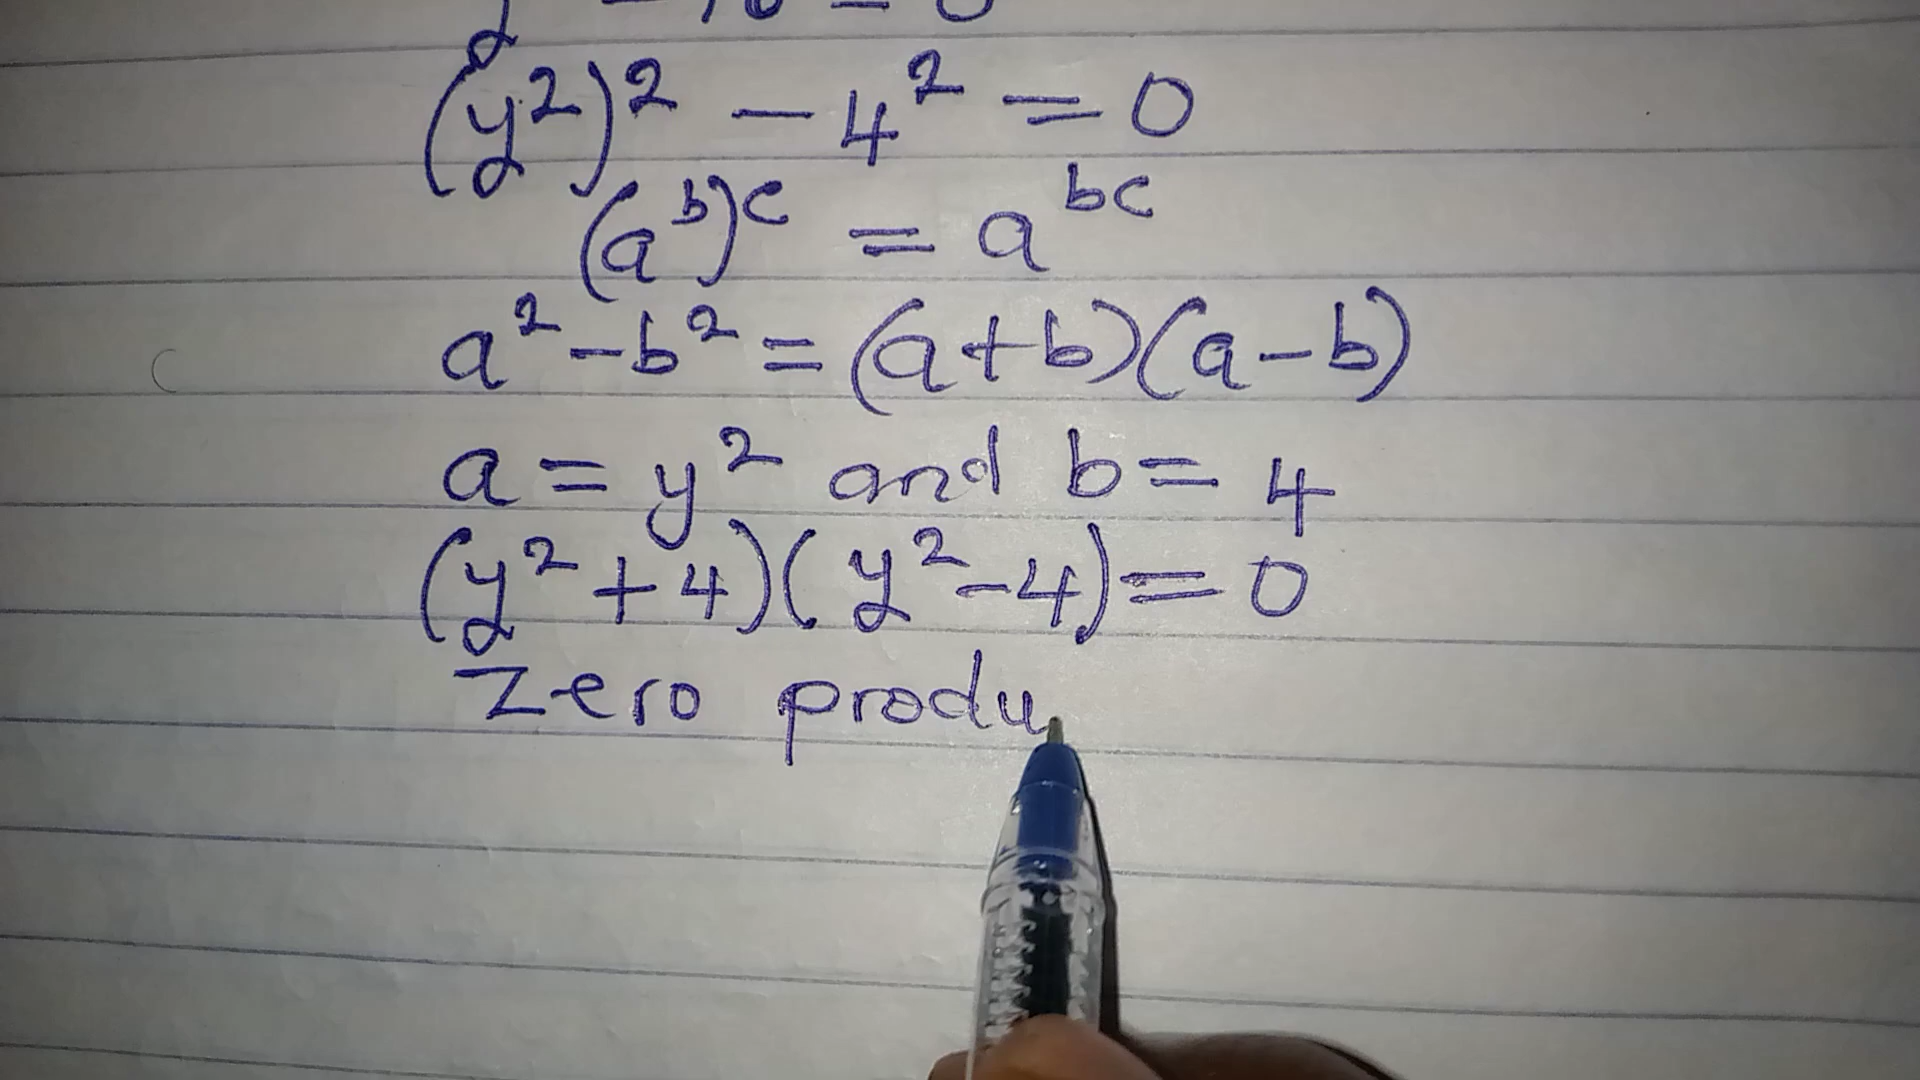 (y²)² - 4² = 0
(a^b)^c = a^bc
a² - b² = (a+b)(a-b)
a = y² and b = 4
(y²+4)(y²-4) = 0
Zero produ